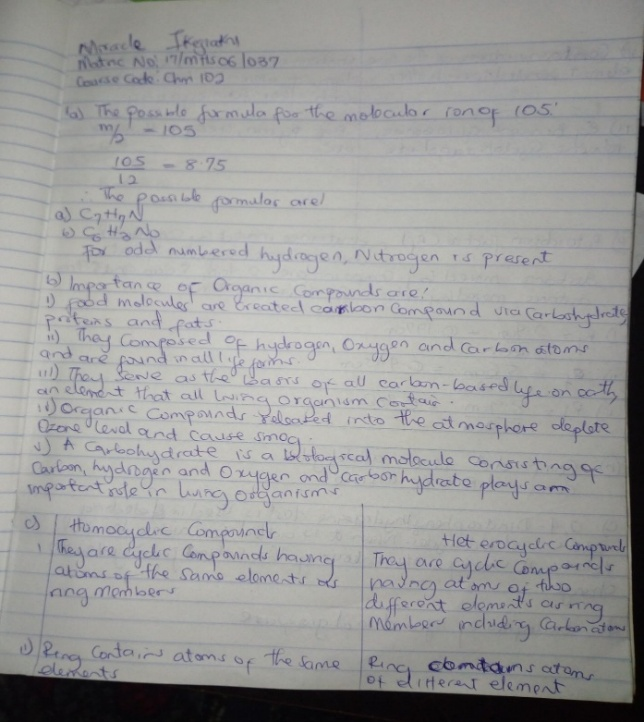 Miracle Ikejiaku
Matric No: 17/MHS06/037
Course Code: Chm 102
a) The possible formula for the molecular ion of 105:
m/z = 105
105/12 = 8.75
∴ The possible formular are!
a) C7H7N
b) C6H3No
For odd numbered hydrogen, Nitrogen is present
b) Importance of Organic Compounds are!
i) food molecules are created carbon Compound via Carbohydrate,
proteins and fats.
ii) They Composed of hydrogen, Oxygen and Carbon atoms
and are found in all life forms.
iii) They Serve as the basis of all carbon-based life on earth,
an element that all living organism contain.
iv) Organic Compounds released into the atmosphere deplete
Ozone level and cause smog.
v) A Carbohydrate is a biological molecule consisting of
Carbon, hydrogen and Oxygen and carbohydrate plays am
important role in living organisms
c) Homocyclic Compounds
i They are cyclic Compounds having
atoms of the same elements as
ring members
ii) Ring Contains atoms of the same
elements
Heterocyclic Compounds
They are cyclic Compounds
having atoms of two
different elements as ring
members including Carbon atoms
Ring contains atoms
of different element